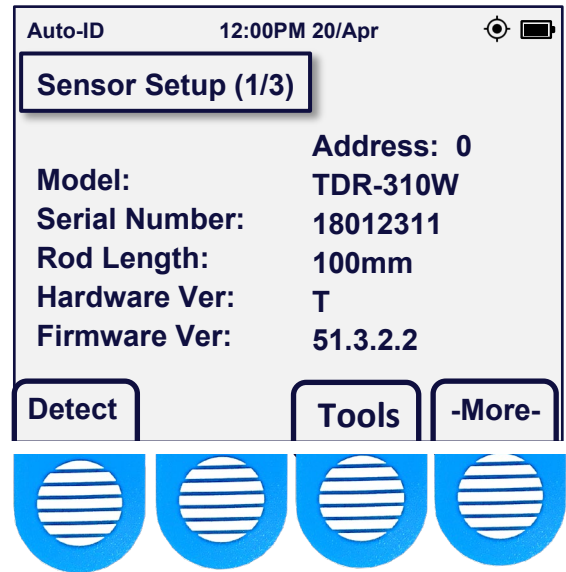 Auto-ID 12:00PM 20/Apr
Sensor Setup (1/3)
Address: 0
Model: TDR-310W
Serial Number: 18012311
Rod Length: 100mm
Hardware Ver: T
Firmware Ver: 51.3.2.2
Detect Tools -More-